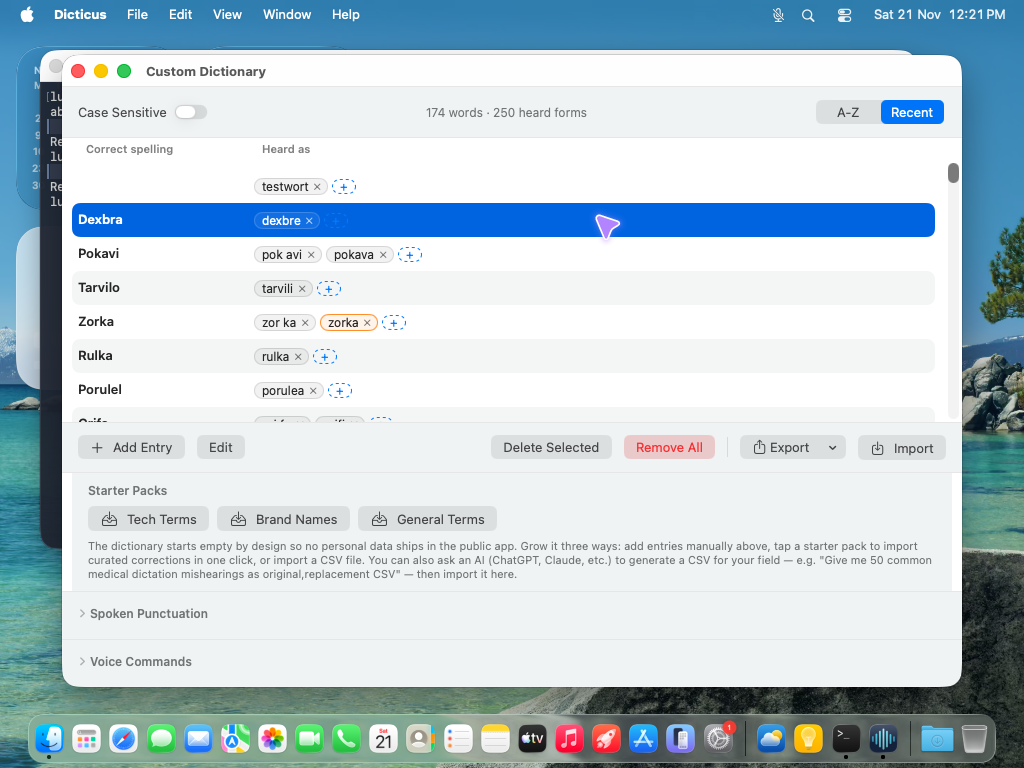 Dicticus File Edit View Window Help Sat 21 Nov 12:21 PM
Custom Dictionary
Case Sensitive 174 words · 250 heard forms A-Z Recent
Correct spelling Heard as
testwort × +
Dexbra dexbre × +
Pokavi pok avi × pokava × +
Tarvilo tarvili × +
Zorka zor ka × zorka × +
Rulka rulka × +
Porulel porulea × +
+ Add Entry Edit Delete Selected Remove All Export Import
Starter Packs
Tech Terms Brand Names General Terms
The dictionary starts empty by design so no personal data ships in the public app. Grow it three ways: add entries manually above, tap a starter pack to import
curated corrections in one click, or import a CSV file. You can also ask an AI (ChatGPT, Claude, etc.) to generate a CSV for your field — e.g. "Give me 50 common
medical dictation mishearings as original,replacement CSV" — then import it here.
Spoken Punctuation
Voice Commands
Sat
21
tv
1